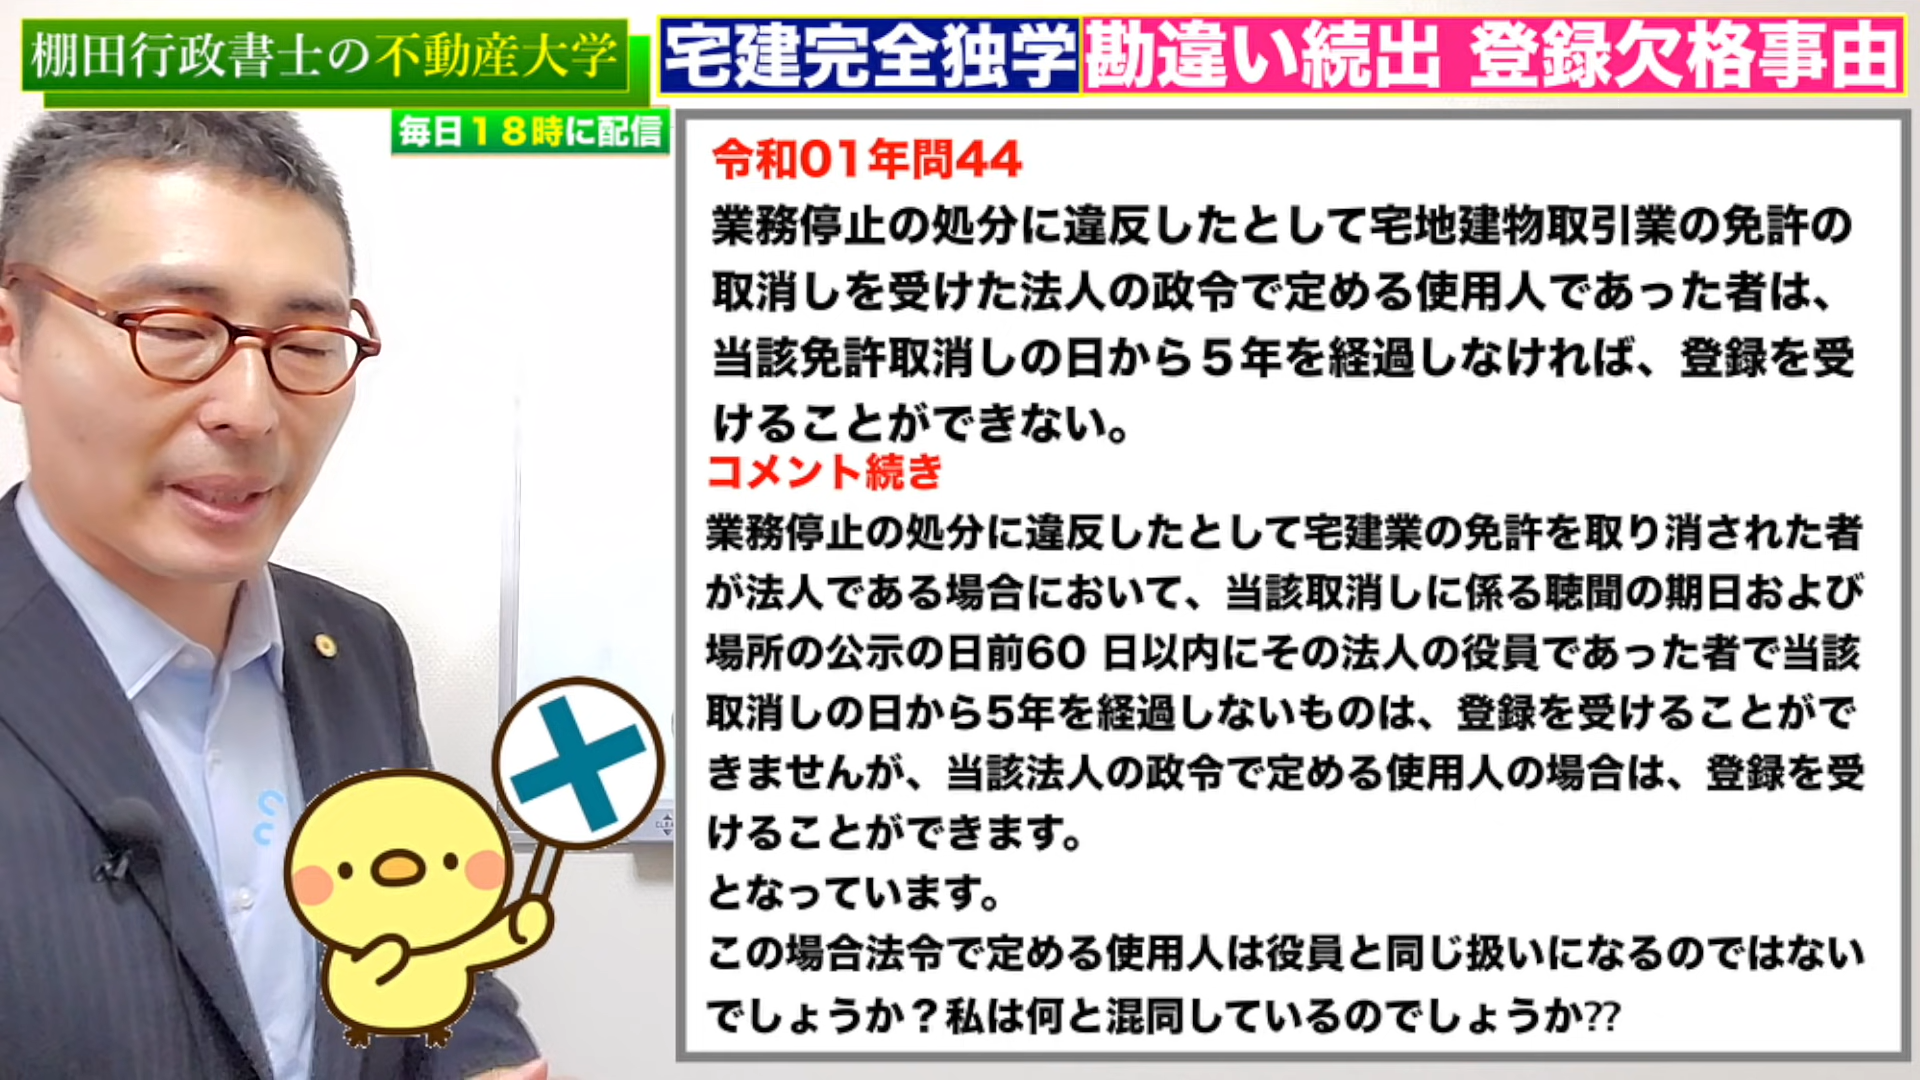 棚田行政書士の不動産大学
宅建完全独学
勘違い続出 登録欠格事由
毎日18時に配信
令和01年問44
業務停止の処分に違反したとして宅地建物取引業の免許の
取消しを受けた法人の政令で定める使用人であった者は、
当該免許取消しの日から5年を経過しなければ、登録を受
けることができない。
コメント続き
業務停止の処分に違反したとして宅建業の免許を取り消された者
が法人である場合において、当該取消しに係る聴聞の期日および
場所の公示の日前60 日以内にその法人の役員であった者で当該
取消しの日から5年を経過しないものは、登録を受けることがで
きませんが、当該法人の政令で定める使用人の場合は、登録を受
けることができます。
となっています。
この場合法令で定める使用人は役員と同じ扱いになるのではない
でしょうか？私は何と混同しているのでしょうか⁇